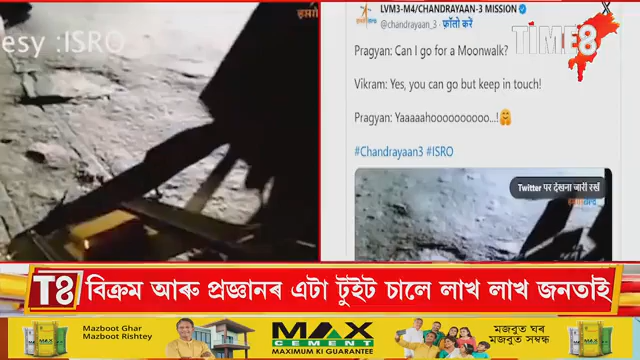 इसरो isro
esy :ISRO
LVM3-M4/CHANDRAYAAN-3 MISSION
@chandrayaan_3 · फ़ॉलो करें
TIME8
Pragyan: Can I go for a Moonwalk?
Vikram: Yes, you can go but keep in touch!
Pragyan: Yaaaaahoooooooooo...!🤗
#Chandrayaan3 #ISRO
Twitter पर देखना जारी रखें
T8 বিক্ৰম আৰু প্ৰজ্ঞানৰ এটা টুইট চালে লাখ লাখ জনতাই
Mazboot Ghar
Mazboot Rishtey
MAX
CEMENT
MAXIMUM KI GUARANTEE
মজবুত ঘৰ
মজবুত সম্বন্ধ